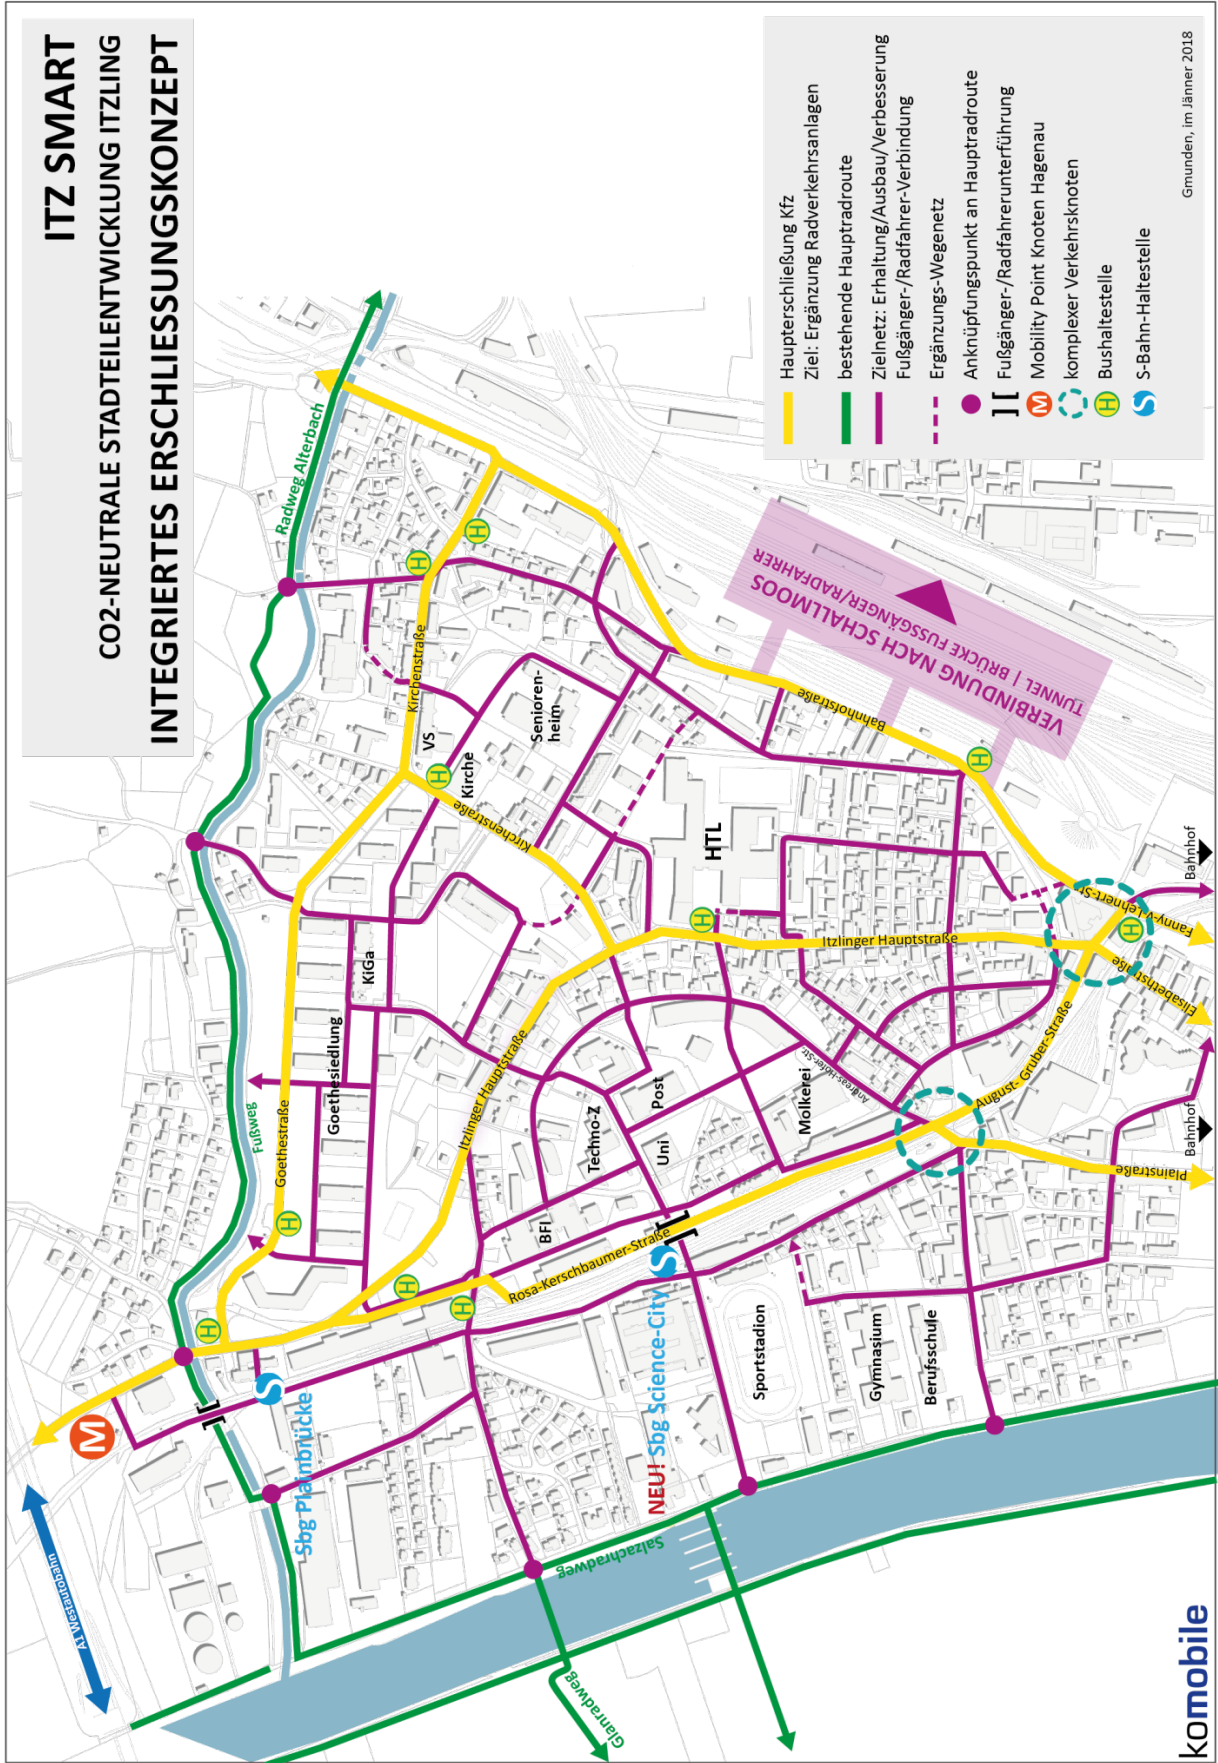 ITZ SMART
CO2-NEUTRALE STADTEILENTWICKLUNG ITZLING
INTEGRIERTES ERSCHLIESSUNGSKONZEPT
Haupterschließung Kfz
Ziel: Ergänzung Radverkehrsanlagen
bestehende Hauptradroute
Zielnetz: Erhaltung/Ausbau/Verbesserung
Fußgänger-/Radfahrer-Verbindung
Ergänzungs-Wegenetz
Anknüpfungspunkt an Hauptradroute
Fußgänger-/Radfahrerunterführung
M Mobility Point Knoten Hagenau
komplexer Verkehrsknoten
H Bushaltestelle
S S-Bahn-Haltestelle
Gmunden, im Jänner 2018
A1 Westautobahn
M
Radweg Alterbach
Fußweg
Goethestraße
Goethesiedlung
KiGa
Kirchenstraße
VS
Kirche
Kirchenstraße
Senioren-
heim
Itzlinger Hauptstraße
HTL
Itzlinger Hauptstraße
Bahnhofstraße
VERBINDUNG NACH SCHALLMOOS
TUNNEL | BRÜCKE FUSSGÄNGER/RADFAHRER
Techno-Z
Post
Uni
BFI
Molkerei
Andreas-Hofer-Str.
Rosa-Kerschbaumer-Straße
August-Gruber-Straße
Fanny-v-Lehnert-St
Elisabethstraße
Plainstraße
Bahnhof
Bahnhof
Sbg Plainbrücke
NEU! Sbg Science-City
Sportstadion
Gymnasium
Berufsschule
Salzachradweg
Glanradweg
H
H
H
H
H
H
H
H
H
H
S
S
komobile